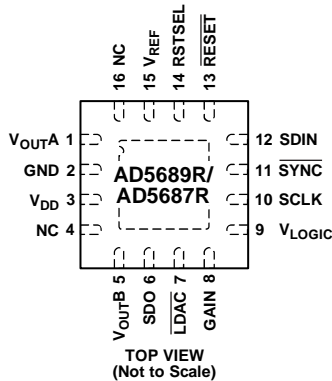 16 NC
15 VREF
14 RSTSEL
13 RESET
VOUTA 1
GND 2
VDD 3
NC 4
AD5689R/
AD5687R
12 SDIN
11 SYNC
10 SCLK
9 VLOGIC
VOUTB 5
SDO 6
LDAC 7
GAIN 8
TOP VIEW
(Not to Scale)